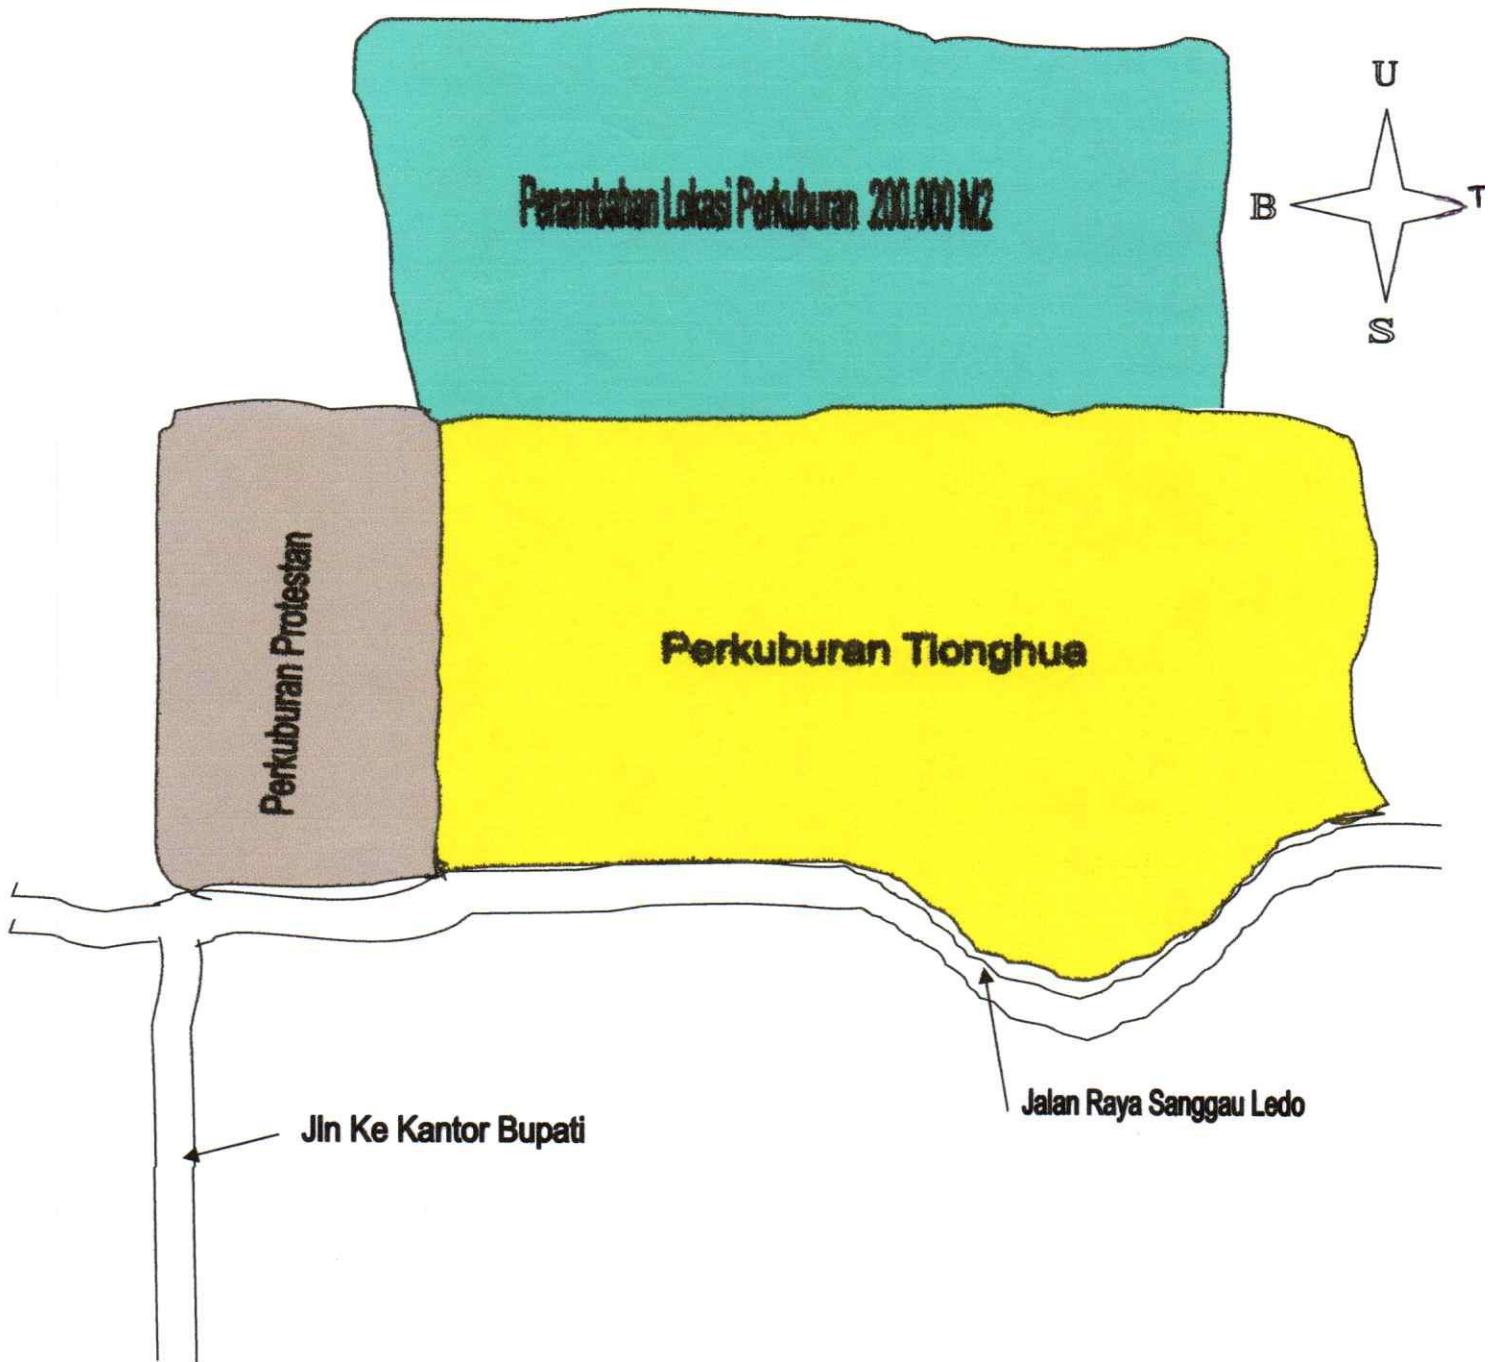 U
B
T
S
Penambahan Lokasi Perkuburan 200.000 M2
Perkuburan Protestan
Perkuburan Tionghua
Jalan Raya Sanggau Ledo
Jln Ke Kantor Bupati